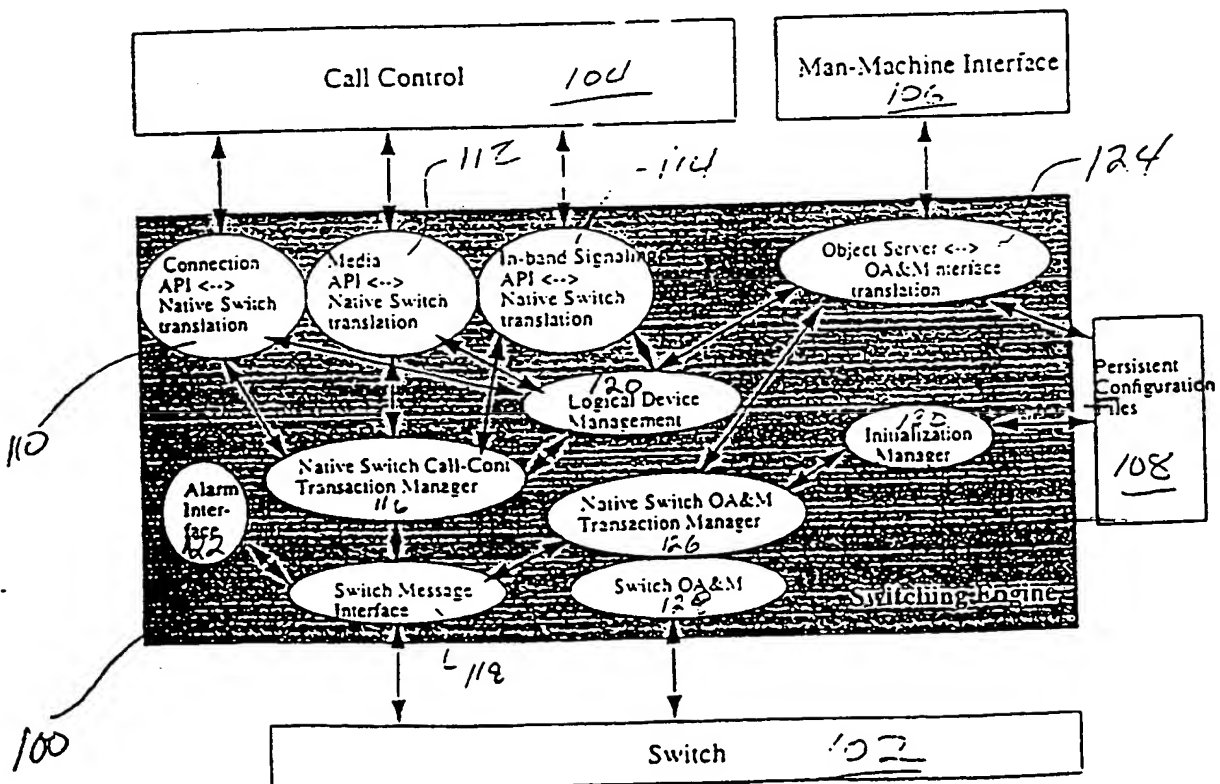 Call Control 104
Man-Machine Interface
106
112
114
124
Connection
API <-->
Native Switch
translation
Media
API <-->
Native Switch
translation
In-band Signaling
API <-->
Native Switch
translation
Object Server <-->
OA&M nterface
translation
120
Logical Device
Management
Persistent
Configuration
Files
108
Initialization
Manager
110
Native Switch Call-Cont
Transaction Manager
116
Alarm
Inter-
face
122
Native Switch OA&M
Transaction Manager
126
Switch Message
Interface
Switch OA&M
128
Switching Engine
118
100
Switch 102